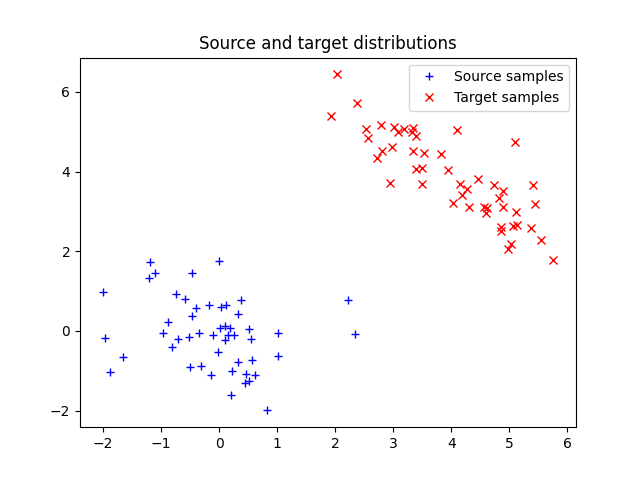 Source and target distributions
Source samples
Target samples
6
4
2
0
−2
−2 −1 0 1 2 3 4 5 6